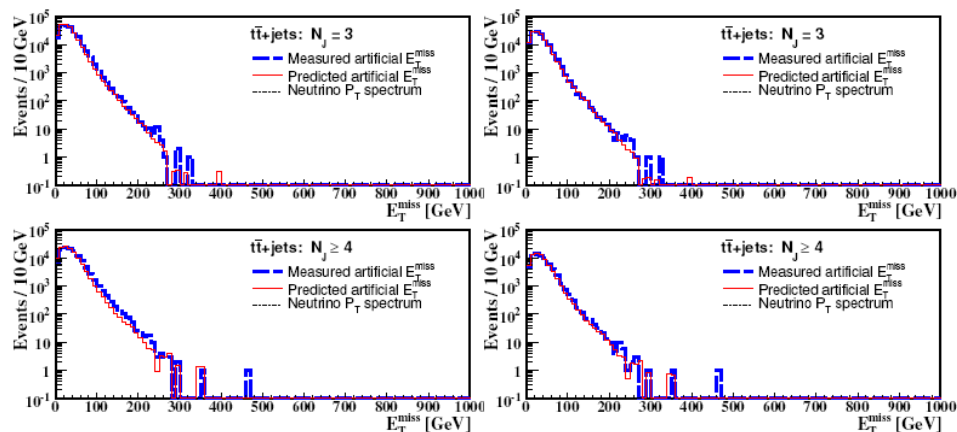 Events / 10 GeV
10^5
10^4
10^3
10^2
10
1
10^-1
tt̄+jets: N_J = 3
Measured artificial E_T^miss
Predicted artificial E_T^miss
Neutrino P_T spectrum
0 100 200 300 400 500 600 700 800 900 1000
E_T^miss [GeV]
Events / 10 GeV
10^5
10^4
10^3
10^2
10
1
10^-1
tt̄+jets: N_J = 3
Measured artificial E_T^miss
Predicted artificial E_T^miss
Neutrino P_T spectrum
0 100 200 300 400 500 600 700 800 900 1000
E_T^miss [GeV]
Events / 10 GeV
10^5
10^4
10^3
10^2
10
1
10^-1
tt̄+jets: N_J ≥ 4
Measured artificial E_T^miss
Predicted artificial E_T^miss
Neutrino P_T spectrum
0 100 200 300 400 500 600 700 800 900 1000
E_T^miss [GeV]
Events / 10 GeV
10^5
10^4
10^3
10^2
10
1
10^-1
tt̄+jets: N_J ≥ 4
Measured artificial E_T^miss
Predicted artificial E_T^miss
Neutrino P_T spectrum
0 100 200 300 400 500 600 700 800 900 1000
E_T^miss [GeV]